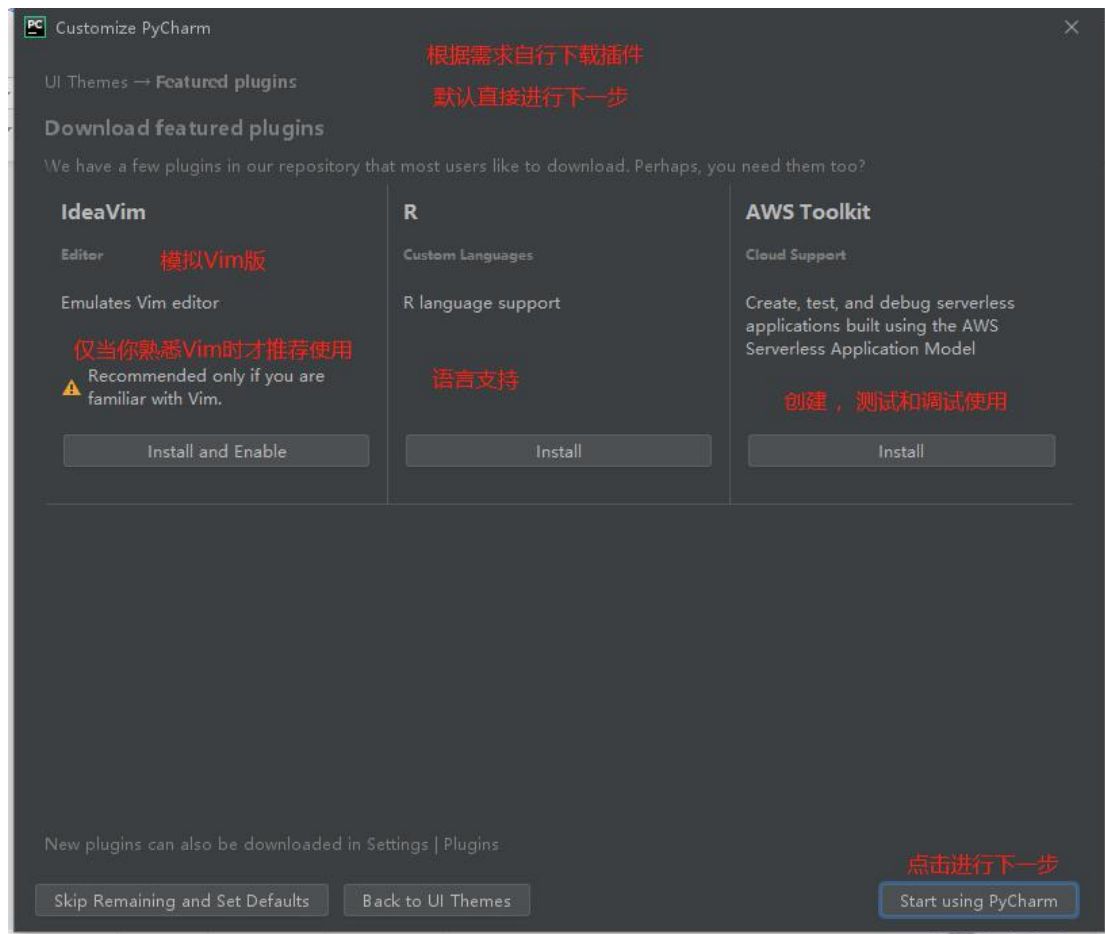 Customize PyCharm
根据需求自行下载插件
UI Themes → Featured plugins
默认直接进行下一步
Download featured plugins
We have a few plugins in our repository that most users like to download. Perhaps, you need them too?
IdeaVim
Editor
模拟Vim版
Emulates Vim editor
仅当你熟悉Vim时才推荐使用
Recommended only if you are
familiar with Vim.
Install and Enable
R
Custom Languages
R language support
语言支持
Install
AWS Toolkit
Cloud Support
Create, test, and debug serverless
applications built using the AWS
Serverless Application Model
创建 ，测试和调试使用
Install
New plugins can also be downloaded in Settings | Plugins
点击进行下一步
Skip Remaining and Set Defaults
Back to UI Themes
Start using PyCharm